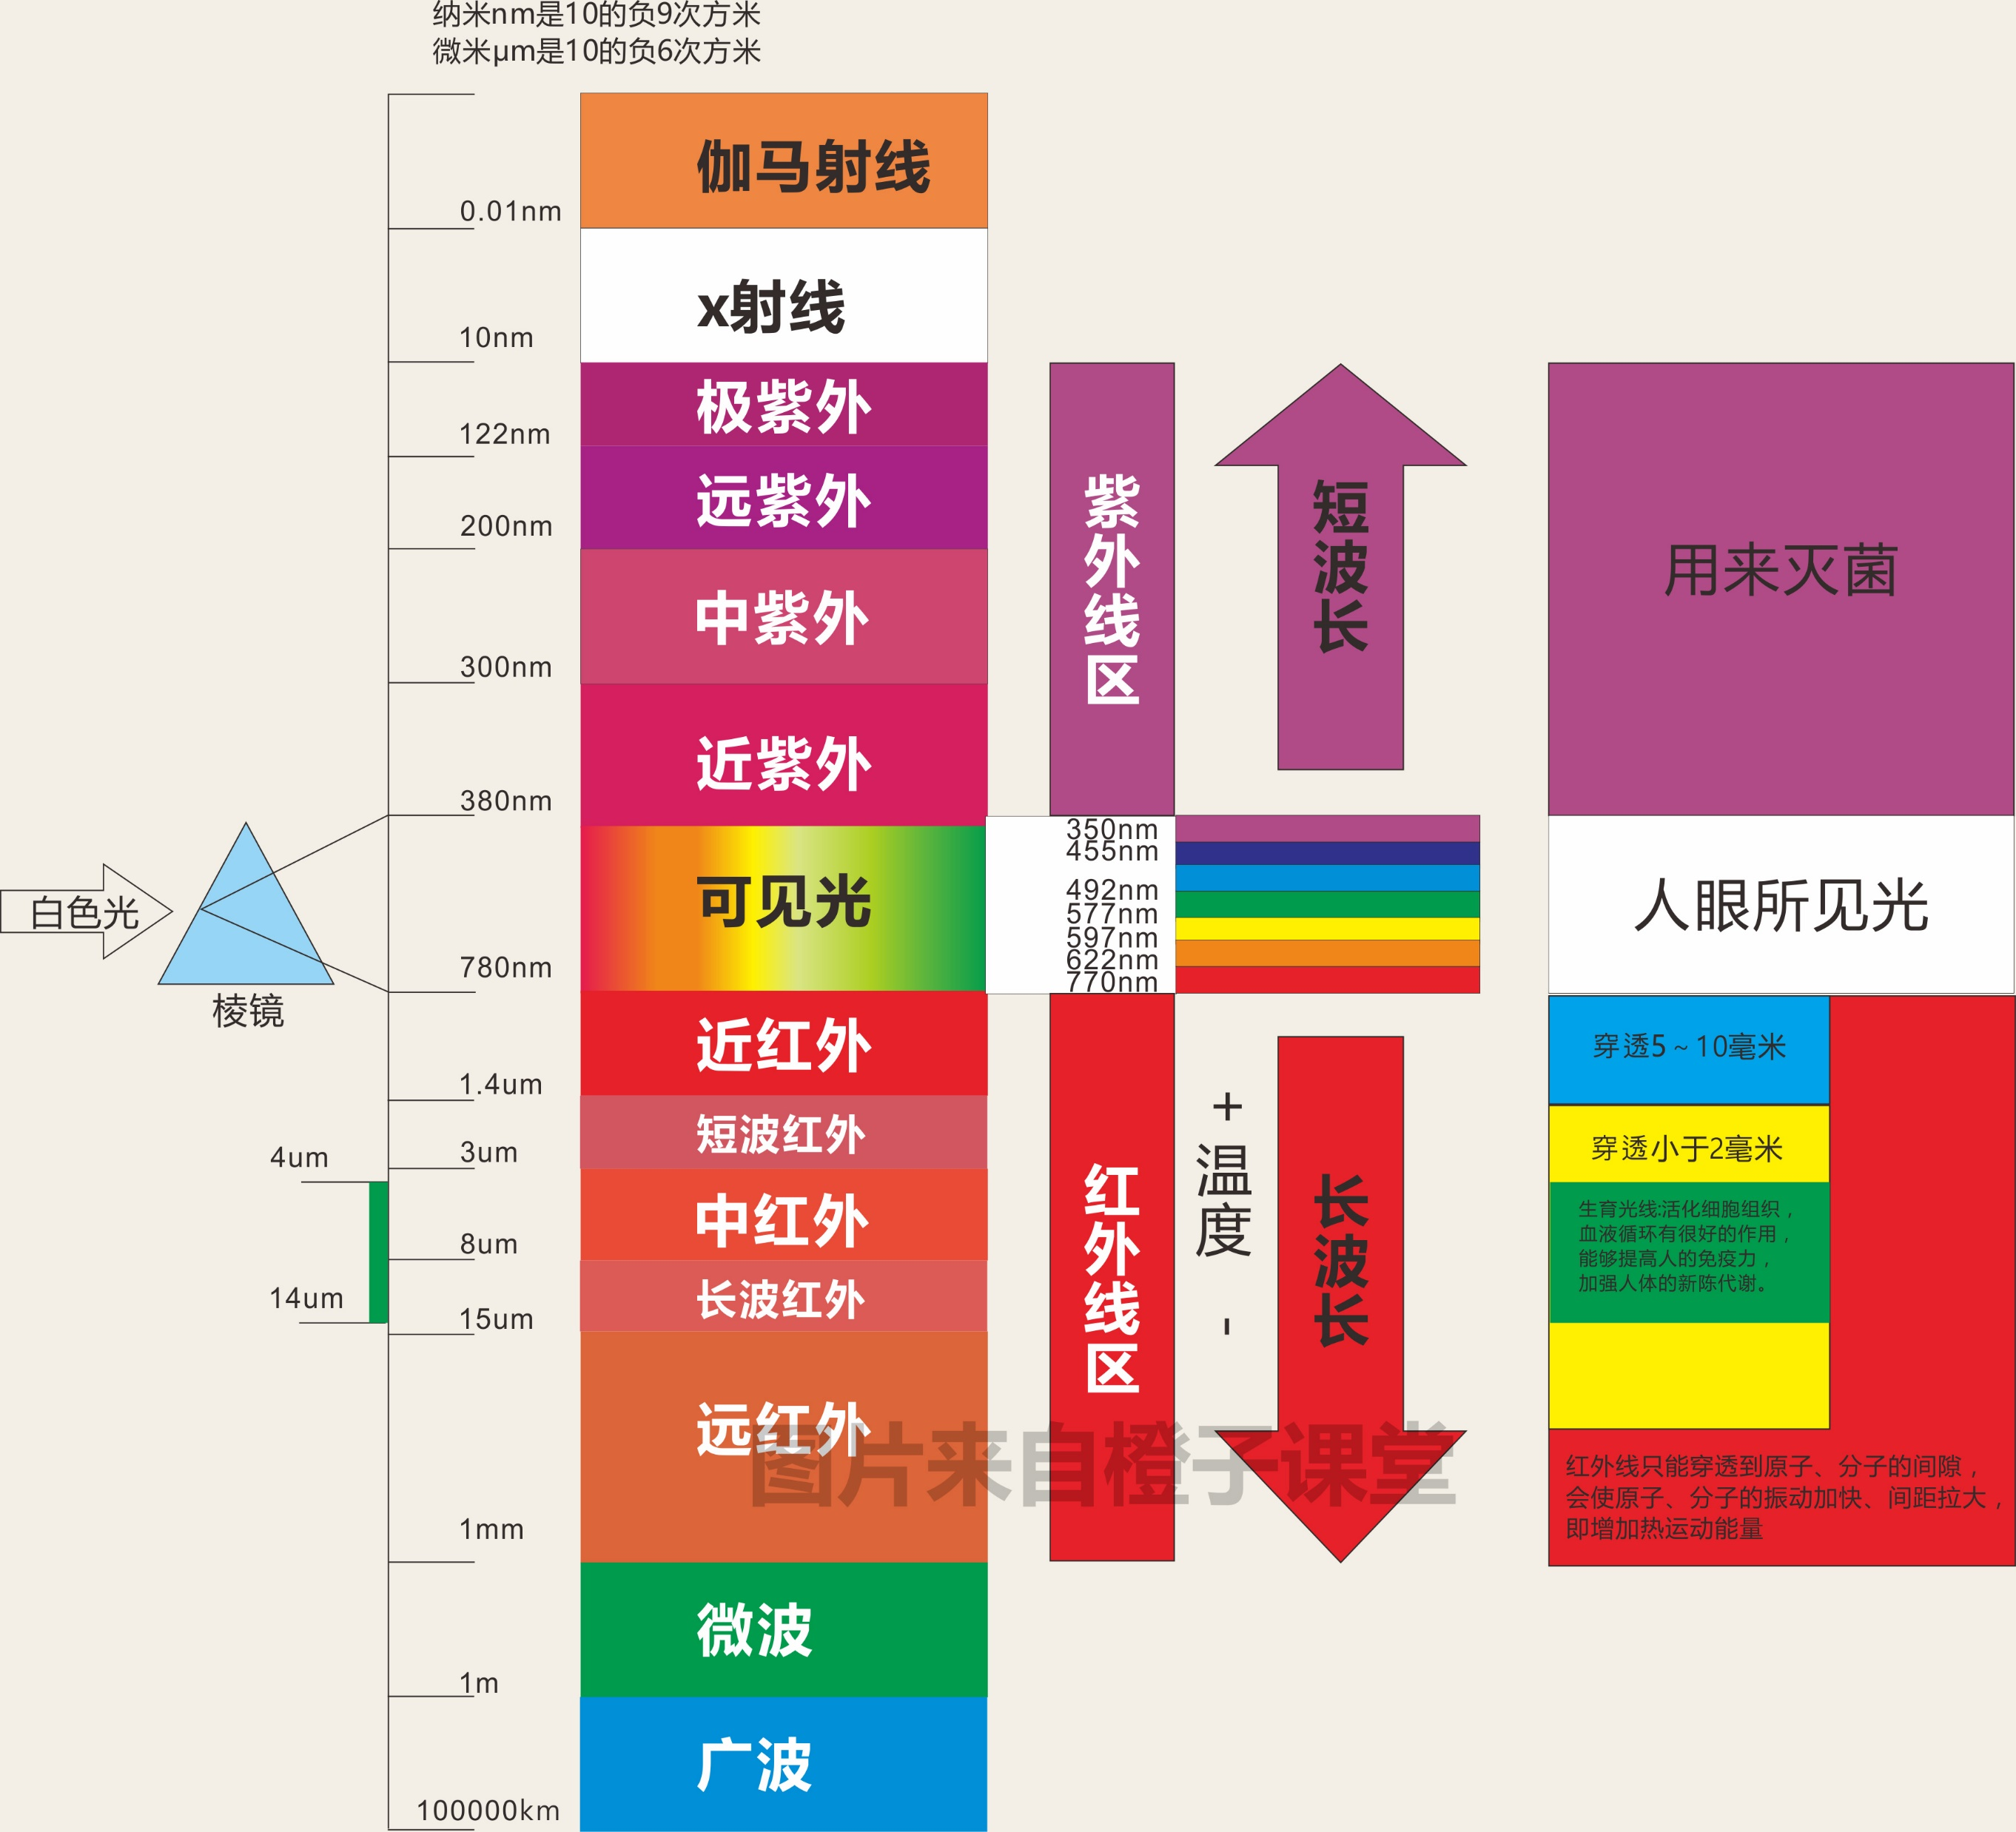 纳米nm是10的负9次方米
微米μm是10的负6次方米
伽马射线
0.01nm
x射线
10nm
极紫外
122nm
远紫外
200nm
中紫外
300nm
近紫外
380nm
紫外线区
短波长
用来灭菌
白色光
棱镜
可见光
780nm
350nm
455nm
492nm
577nm
597nm
622nm
770nm
人眼所见光
近红外
1.4um
短波红外
3um
4um
中红外
8um
14um
长波红外
15um
远红外
1mm
红外线区
+
温度
-
长波长
穿透5~10毫米
穿透小于2毫米
生育光线:活化细胞组织，
血液循环有很好的作用，
能够提高人的免疫力，
加强人体的新陈代谢。
红外线只能穿透到原子、分子的间隙，
会使原子、分子的振动加快、间距拉大，
即增加热运动能量
图片来自橙子课堂
微波
1m
广波
100000km